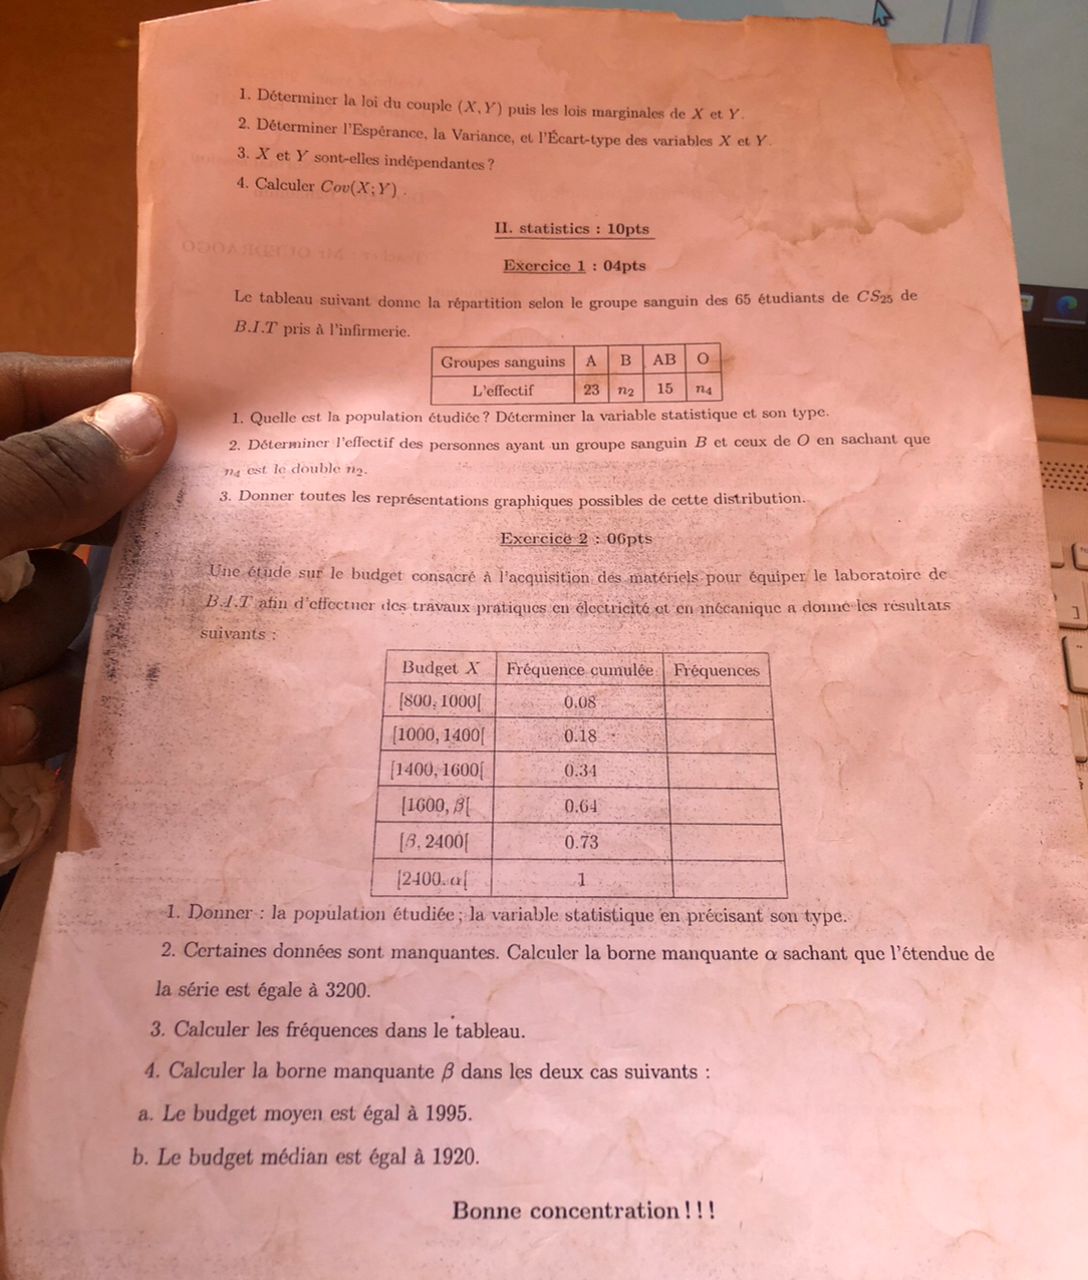 1. Déterminer la loi du couple (X, Y) puis les lois marginales de X et Y.
2. Déterminer l'Espérance, la Variance, et l'Écart-type des variables X et Y.
3. X et Y sont-elles indépendantes ?
4. Calculer Cov(X; Y) .
II. statistics : 10pts
Exercice 1 : 04pts
Le tableau suivant donne la répartition selon le groupe sanguin des 65 étudiants de CS25 de
B.I.T pris à l'infirmerie.
Groupes sanguins A B AB O
L'effectif 23 n2 15 n4
1. Quelle est la population étudiée ? Déterminer la variable statistique et son type.
2. Déterminer l'effectif des personnes ayant un groupe sanguin B et ceux de O en sachant que
n4 est le double n2.
3. Donner toutes les représentations graphiques possibles de cette distribution.
Exercice 2 : 06pts
Une étude sur le budget consacré à l'acquisition des matériels pour équiper le laboratoire de
B.I.T afin d'effectuer des travaux pratiques en électricité et en mécanique a donné les résultats
suivants :
Budget X Fréquence cumulée Fréquences
[800, 1000[ 0.08
[1000, 1400[ 0.18
[1400, 1600[ 0.34
[1600, β[ 0.64
[β, 2400[ 0.73
[2400, α[ 1
1. Donner : la population étudiée ; la variable statistique en précisant son type.
2. Certaines données sont manquantes. Calculer la borne manquante α sachant que l'étendue de
la série est égale à 3200.
3. Calculer les fréquences dans le tableau.
4. Calculer la borne manquante β dans les deux cas suivants :
a. Le budget moyen est égal à 1995.
b. Le budget médian est égal à 1920.
Bonne concentration ! ! !